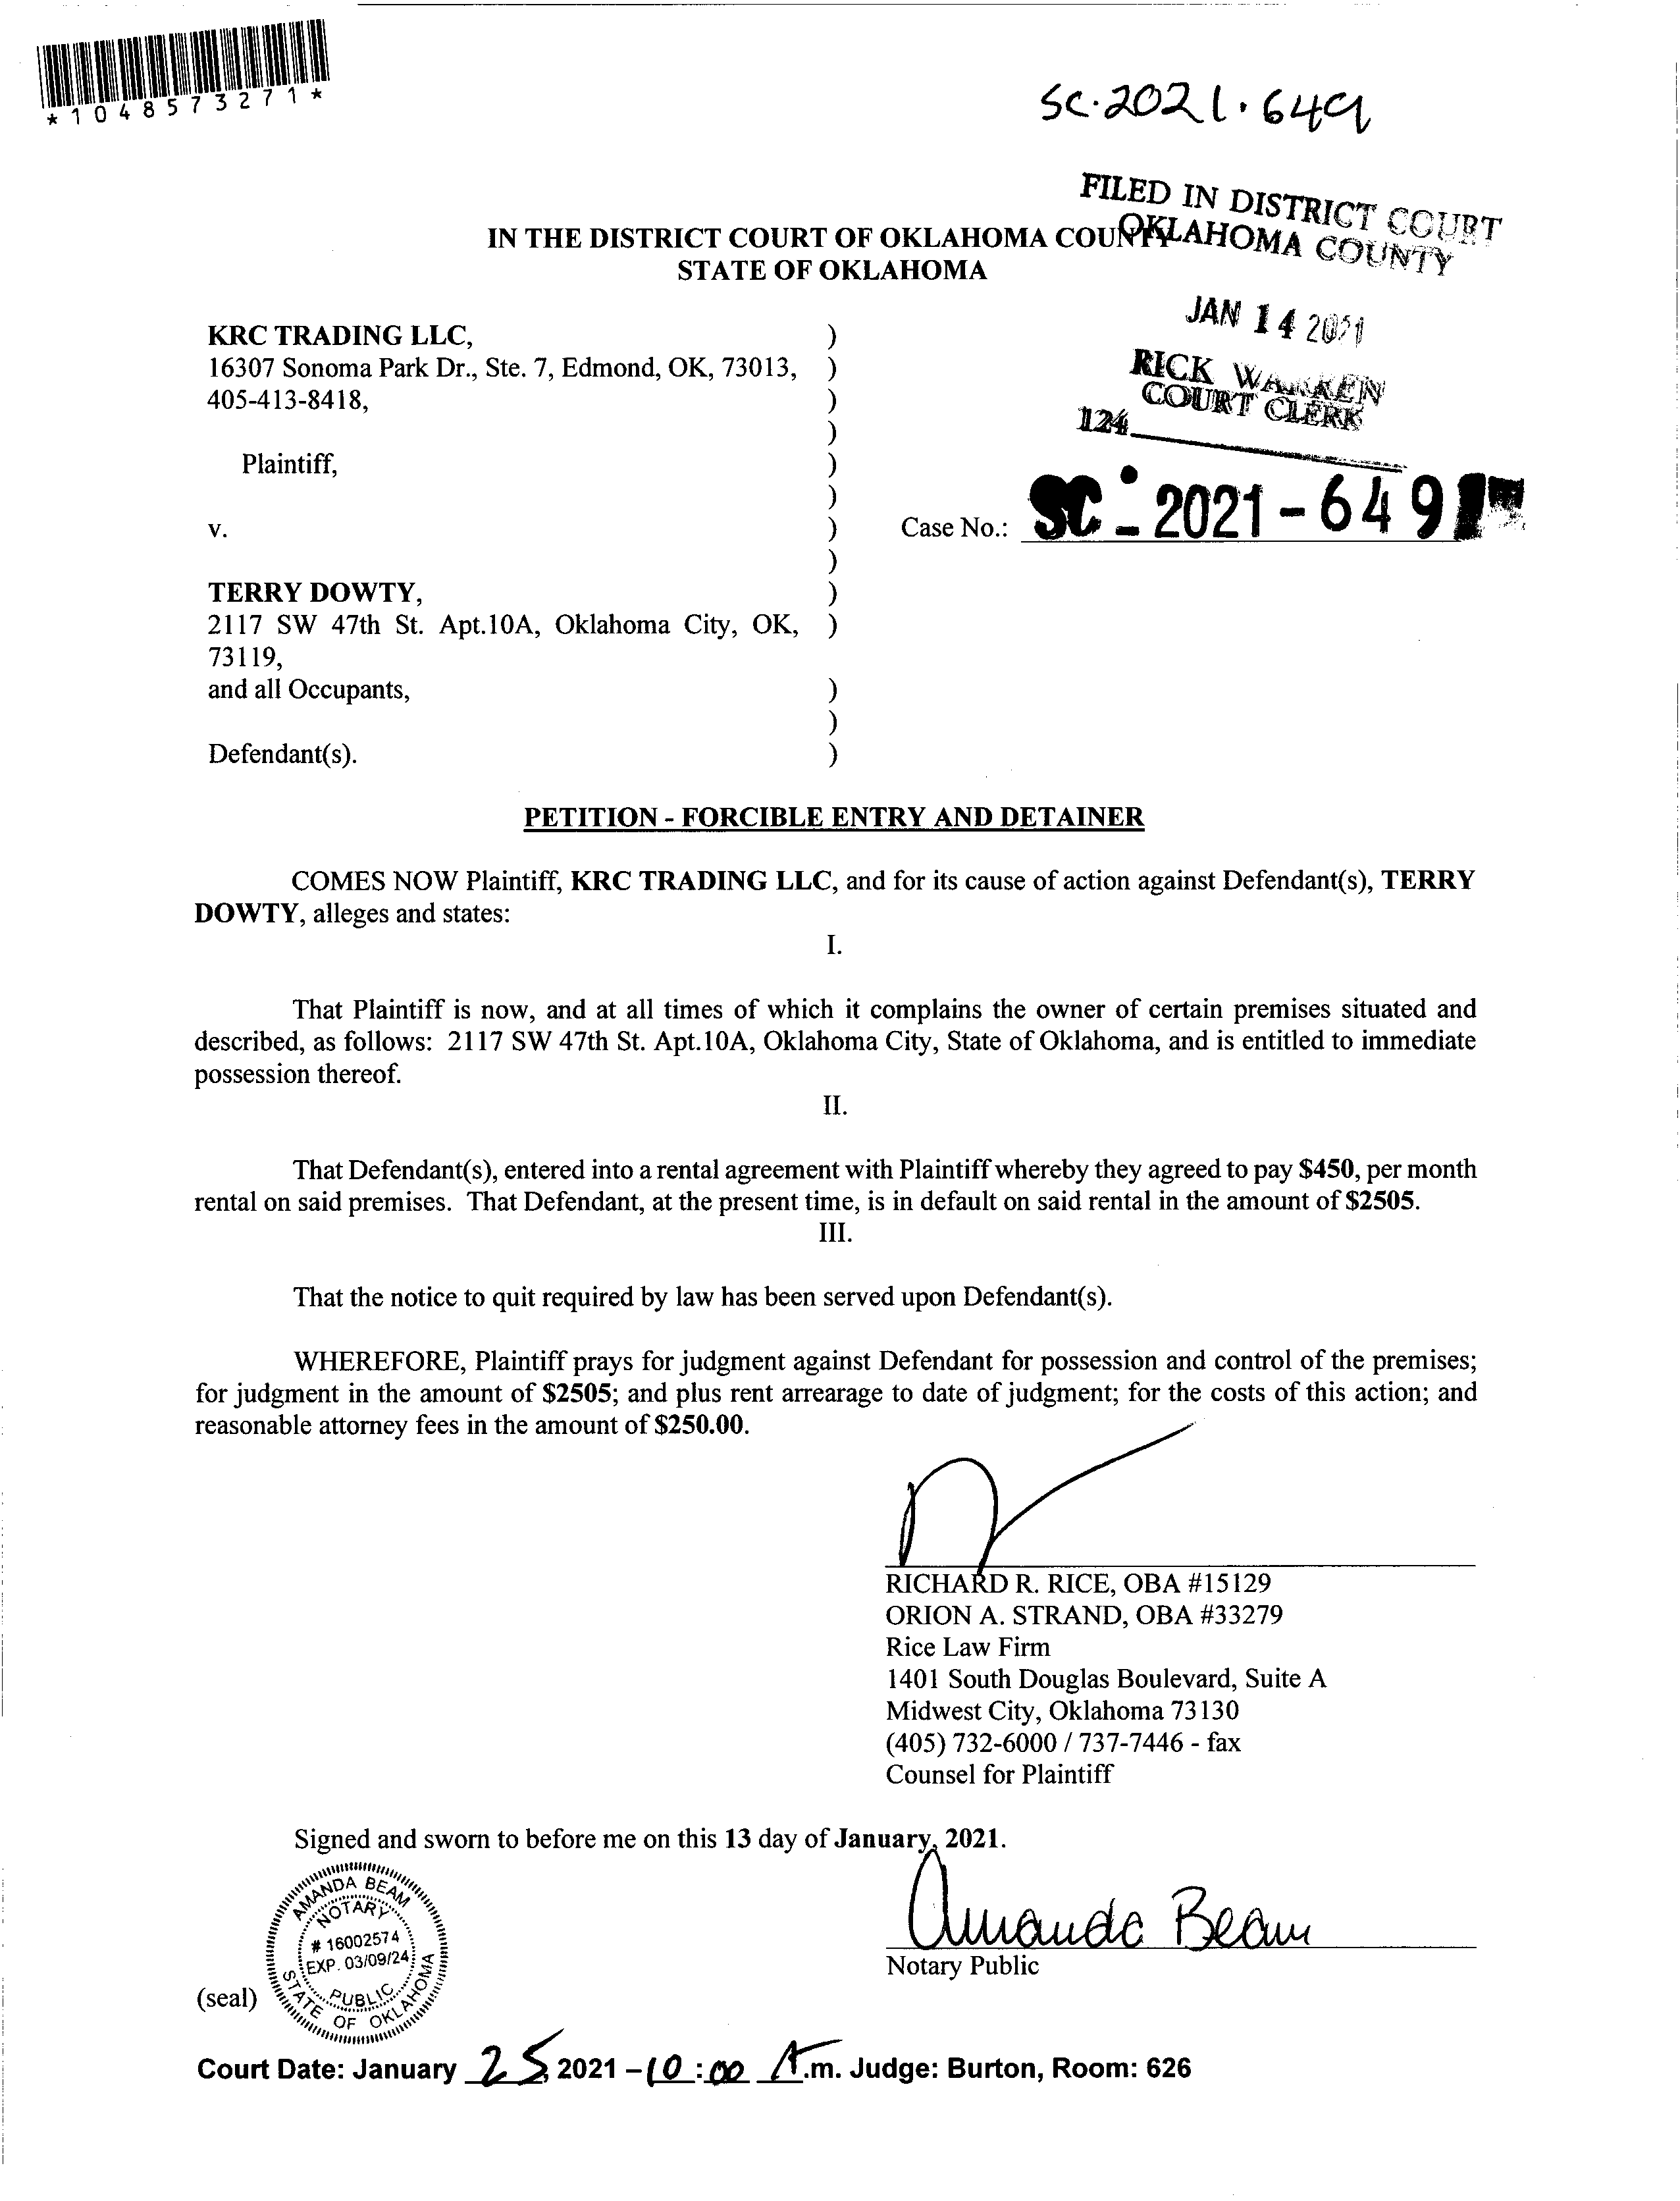 *1048573271*
SC-2021-649
FILED IN DISTRICT COURT
OKLAHOMA COUNTY
IN THE DISTRICT COURT OF OKLAHOMA COUNTY
STATE OF OKLAHOMA
JAN 14 2021
RICK WARREN
COURT CLERK
124
KRC TRADING LLC, )
16307 Sonoma Park Dr., Ste. 7, Edmond, OK, 73013, )
405-413-8418, )
)
Plaintiff, )
)
v. ) Case No.: SC - 2021 - 649
)
TERRY DOWTY, )
2117 SW 47th St. Apt.10A, Oklahoma City, OK, )
73119,
and all Occupants, )
)
Defendant(s). )
PETITION - FORCIBLE ENTRY AND DETAINER
COMES NOW Plaintiff, KRC TRADING LLC, and for its cause of action against Defendant(s), TERRY
DOWTY, alleges and states:
I.
That Plaintiff is now, and at all times of which it complains the owner of certain premises situated and
described, as follows: 2117 SW 47th St. Apt.10A, Oklahoma City, State of Oklahoma, and is entitled to immediate
possession thereof.
II.
That Defendant(s), entered into a rental agreement with Plaintiff whereby they agreed to pay $450, per month
rental on said premises. That Defendant, at the present time, is in default on said rental in the amount of $2505.
III.
That the notice to quit required by law has been served upon Defendant(s).
WHEREFORE, Plaintiff prays for judgment against Defendant for possession and control of the premises;
for judgment in the amount of $2505; and plus rent arrearage to date of judgment; for the costs of this action; and
reasonable attorney fees in the amount of $250.00.
RICHARD R. RICE, OBA #15129
ORION A. STRAND, OBA #33279
Rice Law Firm
1401 South Douglas Boulevard, Suite A
Midwest City, Oklahoma 73130
(405) 732-6000 / 737-7446 - fax
Counsel for Plaintiff
Signed and sworn to before me on this 13 day of January, 2021.
Amanda Beam
Notary Public
AMANDA BEAM
NOTARY
# 16002574
EXP. 03/09/24
PUBLIC
STATE OF OKLAHOMA
(seal)
Court Date: January 25, 2021 – 10:00 A.m. Judge: Burton, Room: 626